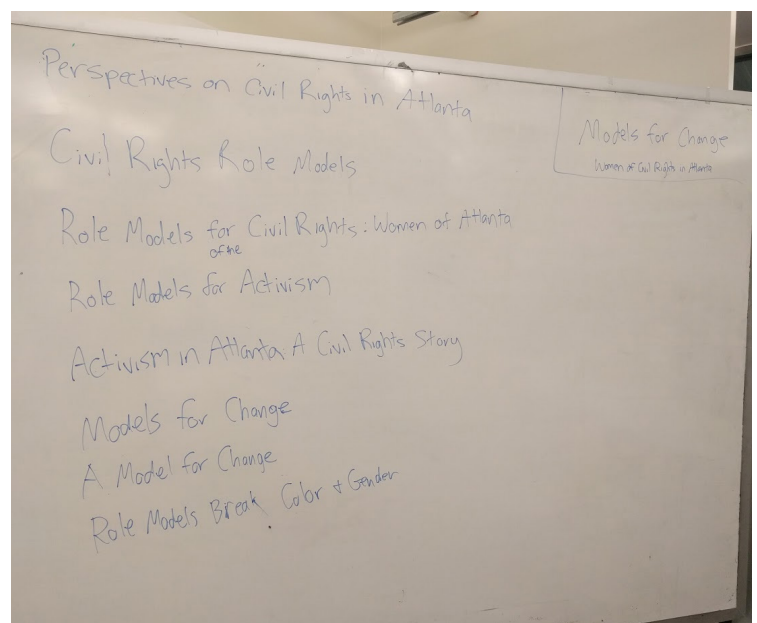 Perspectives on Civil Rights in Atlanta
Civil Rights Role Models
Role Models for Civil Rights: Women of Atlanta
of the
Role Models for Activism
Activism in Atlanta: A Civil Rights Story
Models for Change
A Model for Change
Role Models Break Color + Gender
Models for Change
Women of Civil Rights in Atlanta